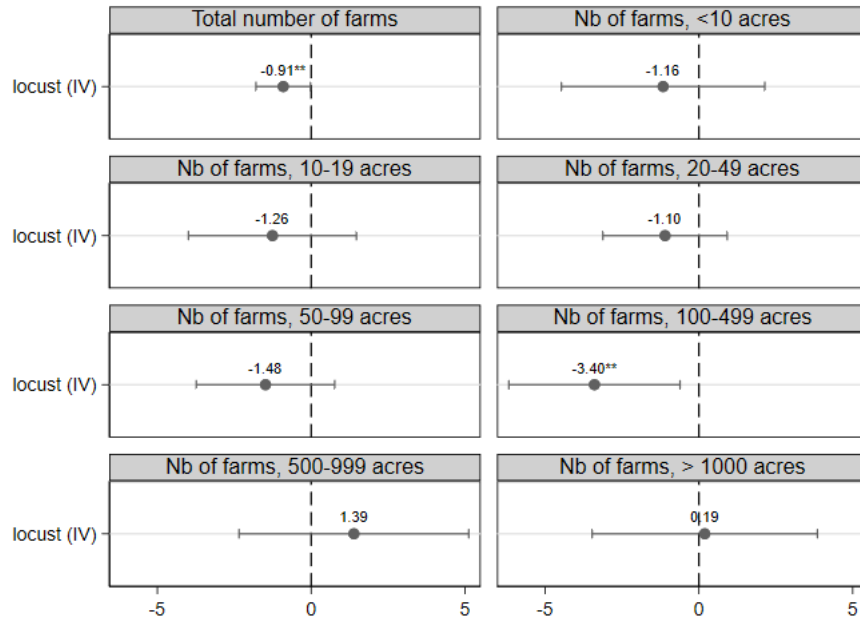 Total number of farms
locust (IV)
-0.91**
Nb of farms, <10 acres
-1.16
Nb of farms, 10-19 acres
locust (IV)
-1.26
Nb of farms, 20-49 acres
-1.10
Nb of farms, 50-99 acres
locust (IV)
-1.48
Nb of farms, 100-499 acres
-3.40**
Nb of farms, 500-999 acres
locust (IV)
1.39
Nb of farms, > 1000 acres
0.19
-5 0 5
-5 0 5